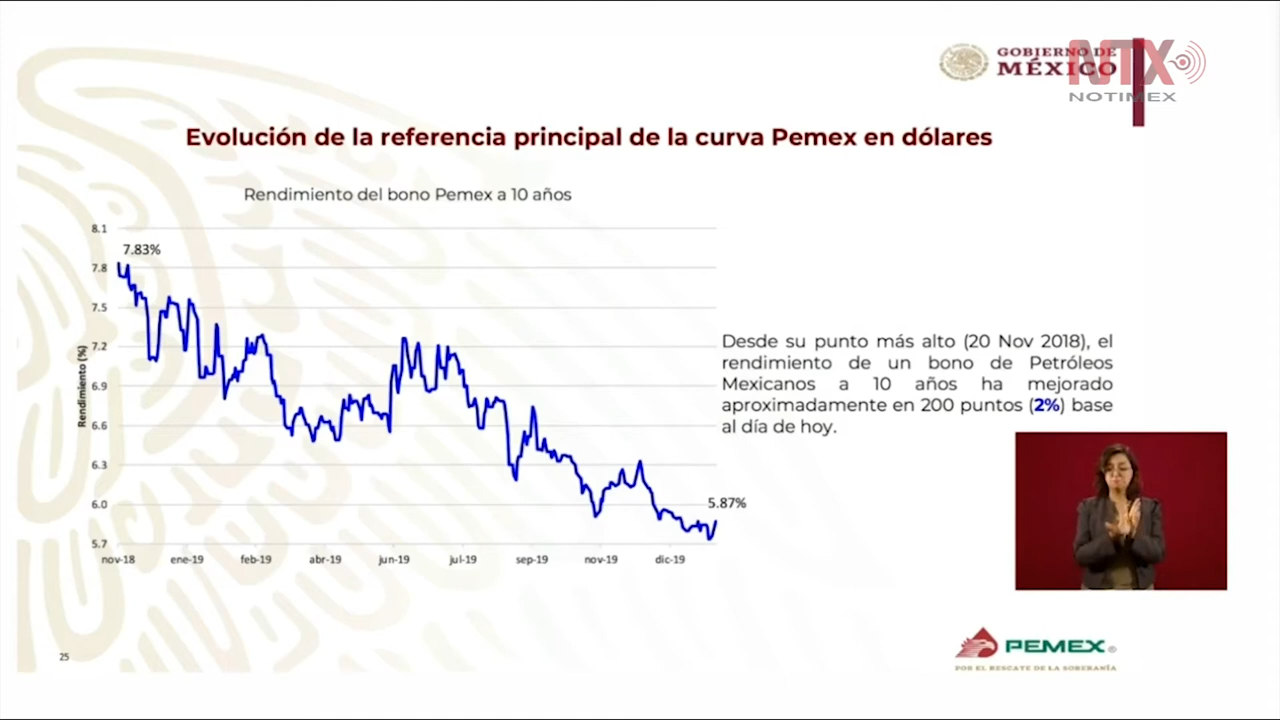 GOBIERNO DE
MÉXICO
NTX
NOTIMEX
Evolución de la referencia principal de la curva Pemex en dólares
Rendimiento del bono Pemex a 10 años
8.1
7.83%
7.8
7.5
7.2
6.9
6.6
6.3
6.0
5.7
Rendimiento (%)
5.87%
nov-18 ene-19 feb-19 abr-19 jun-19 jul-19 sep-19 nov-19 dic-19
Desde su punto más alto (20 Nov 2018), el
rendimiento de un bono de Petróleos
Mexicanos a 10 años ha mejorado
aproximadamente en 200 puntos (2%) base
al día de hoy.
25
PEMEX®
POR EL RESCATE DE LA SOBERANÍA